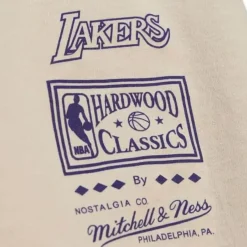 LAKERS
HARDWOOD
CLASSICS
NBA
By
NOSTALGIA CO.
Mitchell & Ness
PHILADELPHIA, PA.